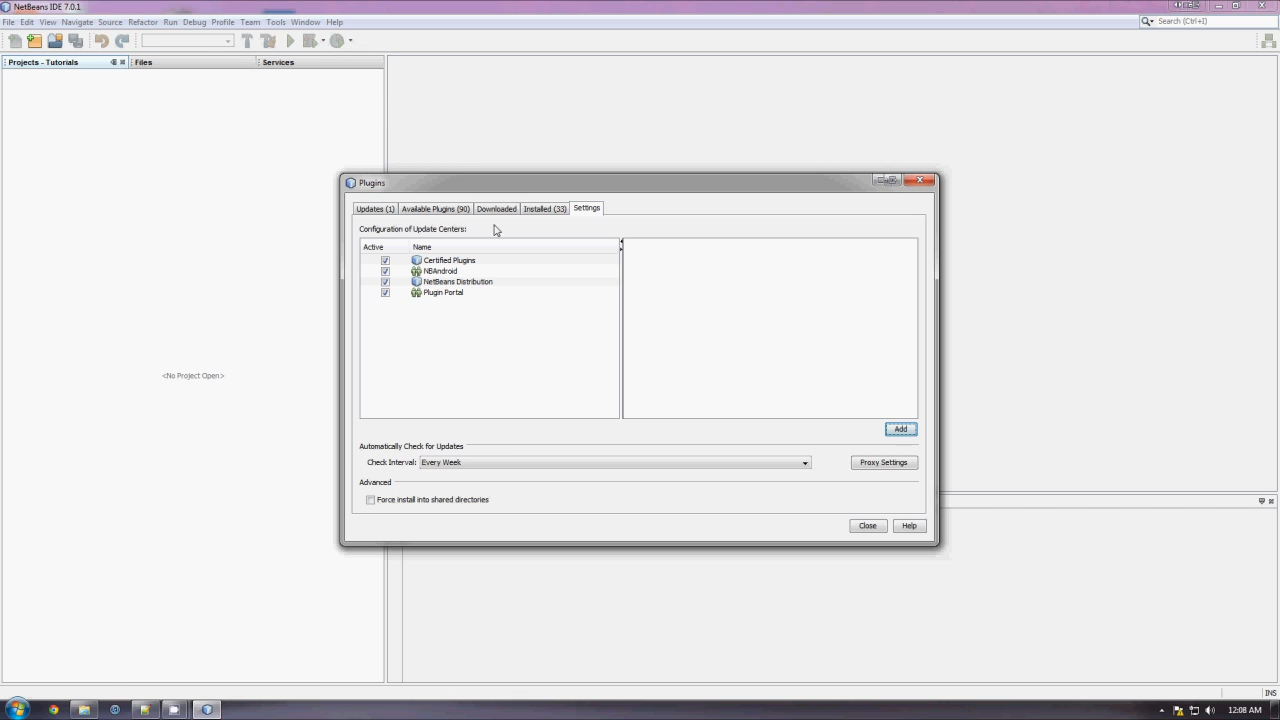 NetBeans IDE 7.0.1
File Edit View Navigate Source Refactor Run Debug Profile Team Tools Window Help
Search (Ctrl+I)
Projects - Tutorials
Files
Services
<No Project Open>
Plugins
Updates (1)
Available Plugins (90)
Downloaded
Installed (33)
Settings
Configuration of Update Centers:
Active Name
Certified Plugins
NBAndroid
NetBeans Distribution
Plugin Portal
Add
Automatically Check for Updates
Check Interval: Every Week
Proxy Settings
Advanced
Force install into shared directories
Close
Help
INS
12:08 AM